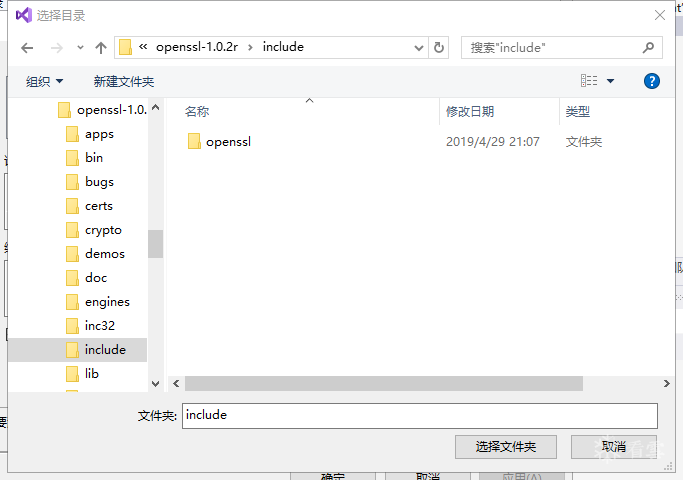 选择目录
« openssl-1.0.2r › include
搜索"include"
组织
新建文件夹
名称
修改日期
类型
openssl-1.0.
apps
bin
bugs
certs
crypto
demos
doc
engines
inc32
include
lib
openssl
2019/4/29 21:07
文件夹
文件夹:
include
选择文件夹
取消
确定
取消
应用(A)
要
看雪